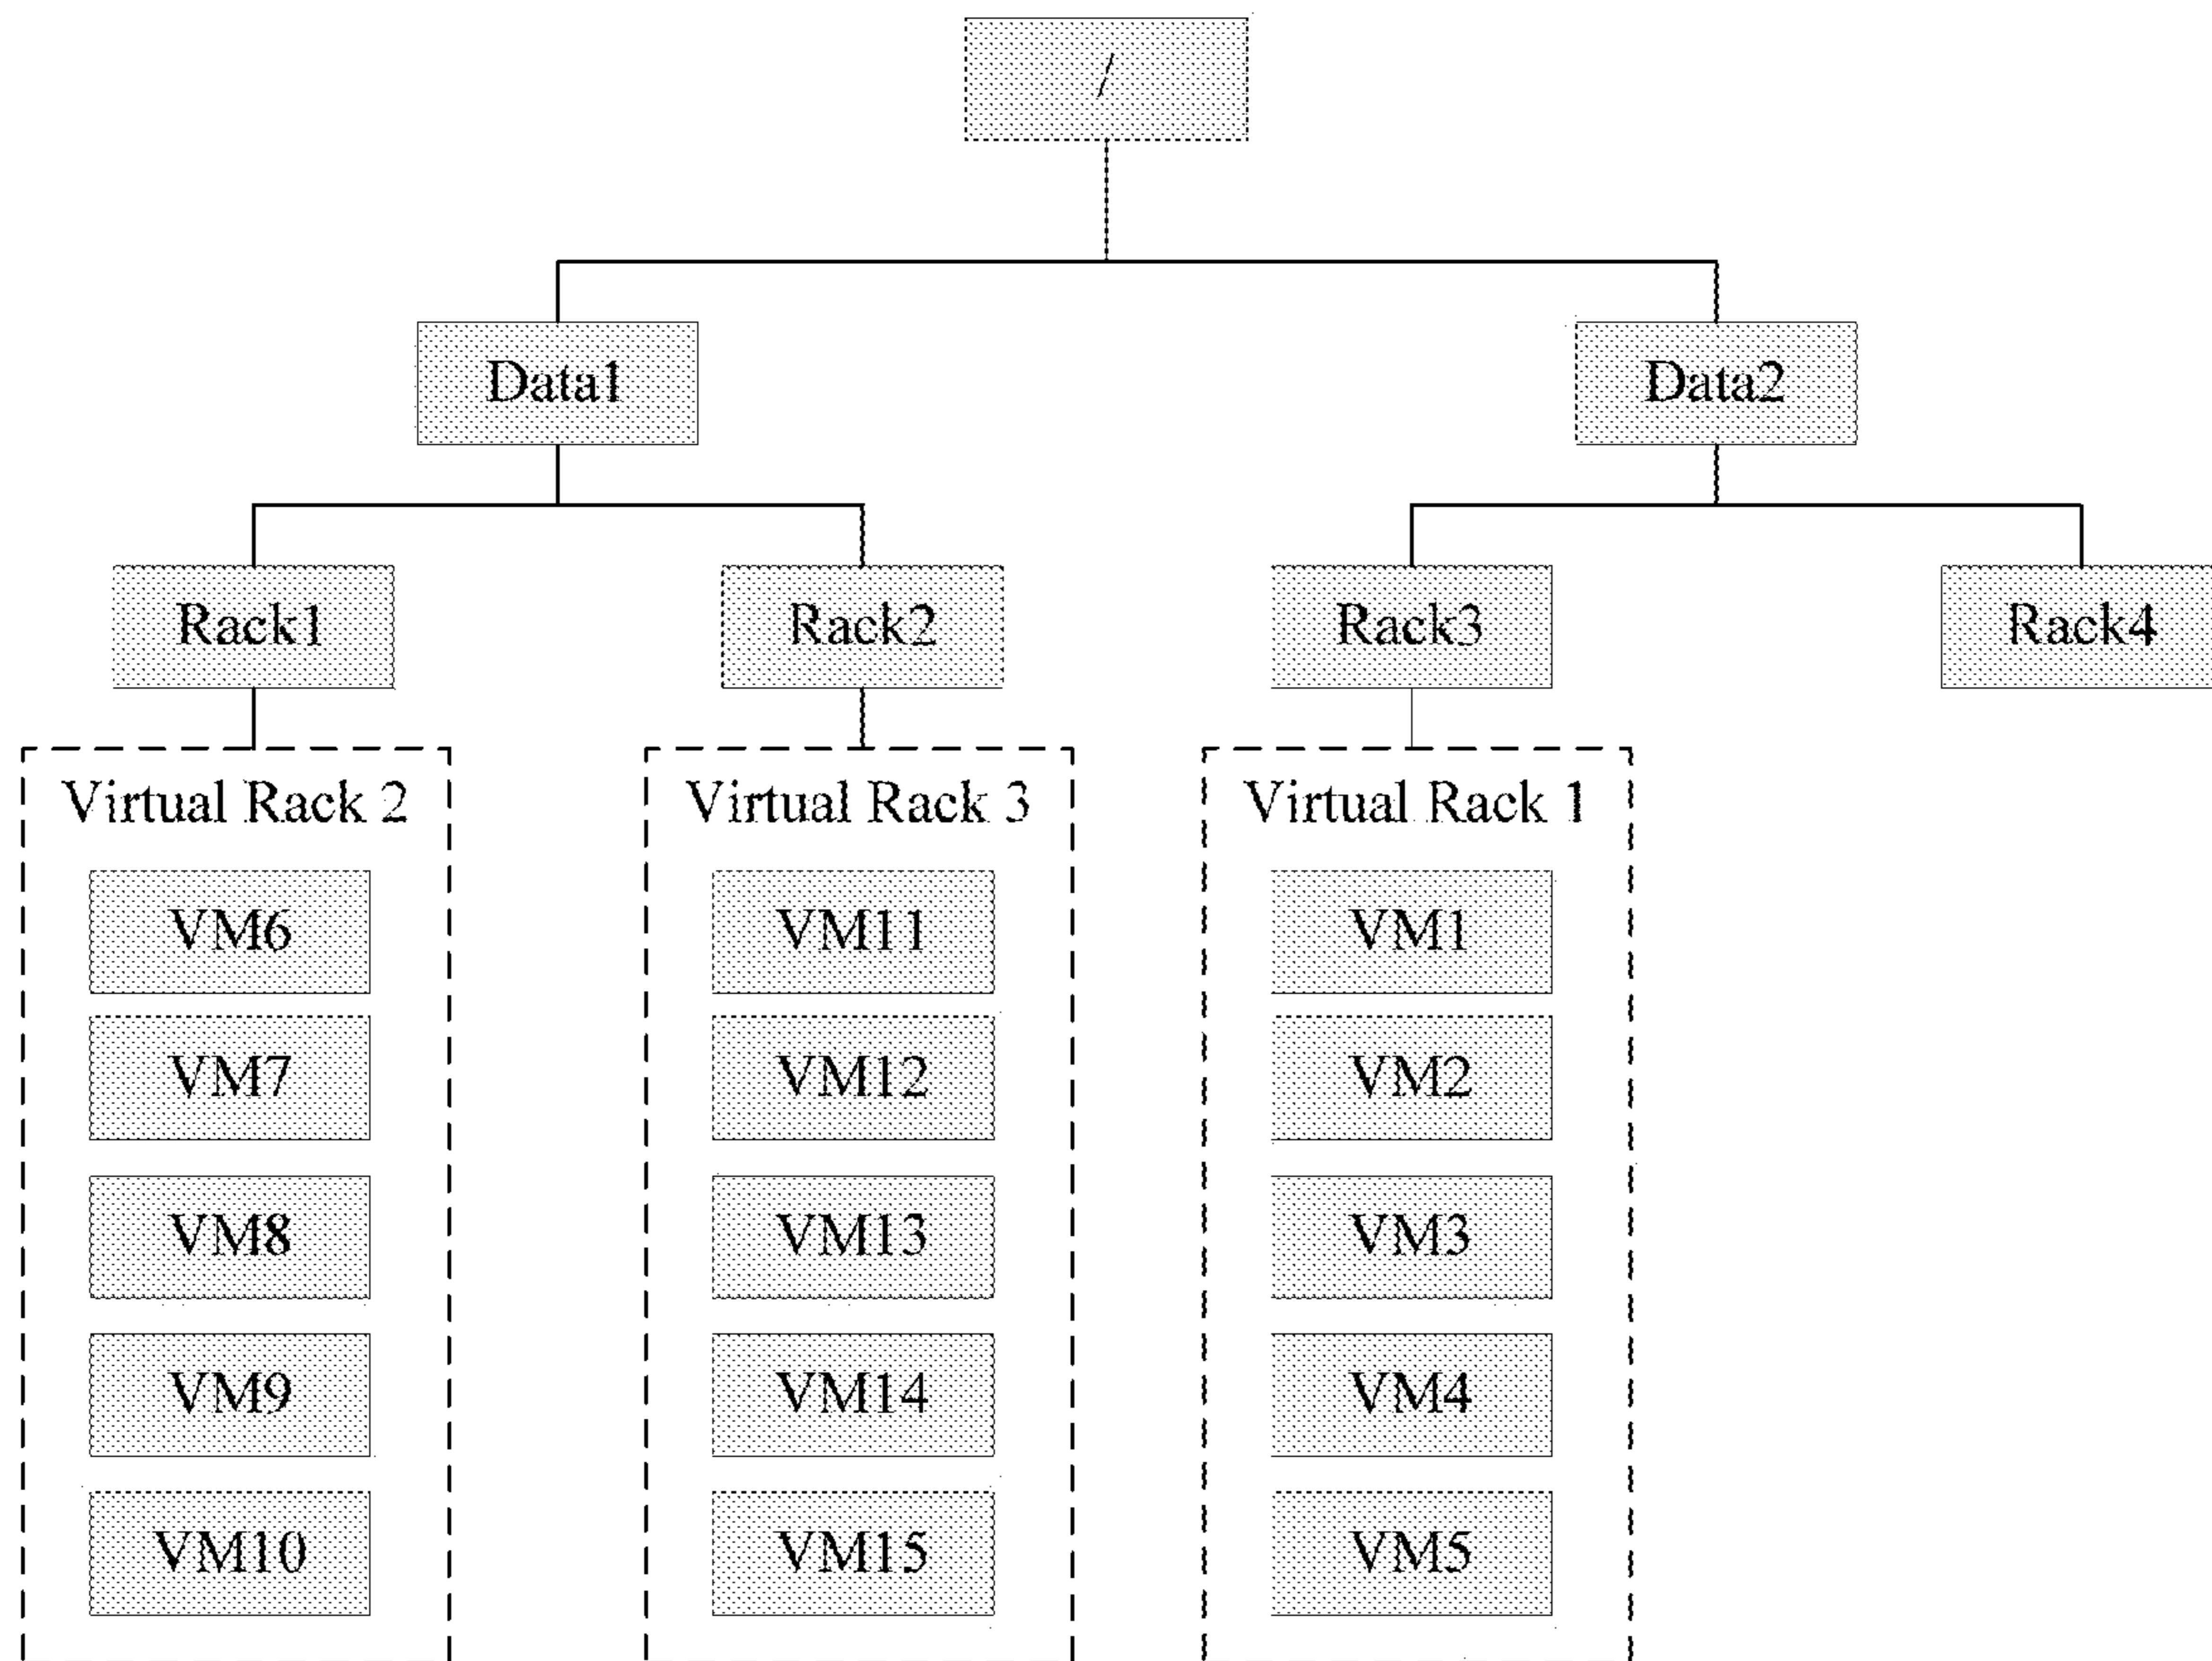 /
Data1
Data2
Rack1
Rack2
Rack3
Rack4
Virtual Rack 2
VM6
VM7
VM8
VM9
VM10
Virtual Rack 3
VM11
VM12
VM13
VM14
VM15
Virtual Rack 1
VM1
VM2
VM3
VM4
VM5